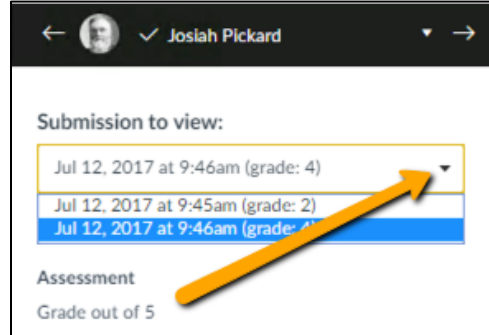 Josiah Pickard
Submission to view:
Jul 12, 2017 at 9:46am (grade: 4)
Jul 12, 2017 at 9:45am (grade: 2)
Jul 12, 2017 at 9:46am (grade: 4)
Assessment
Grade out of 5